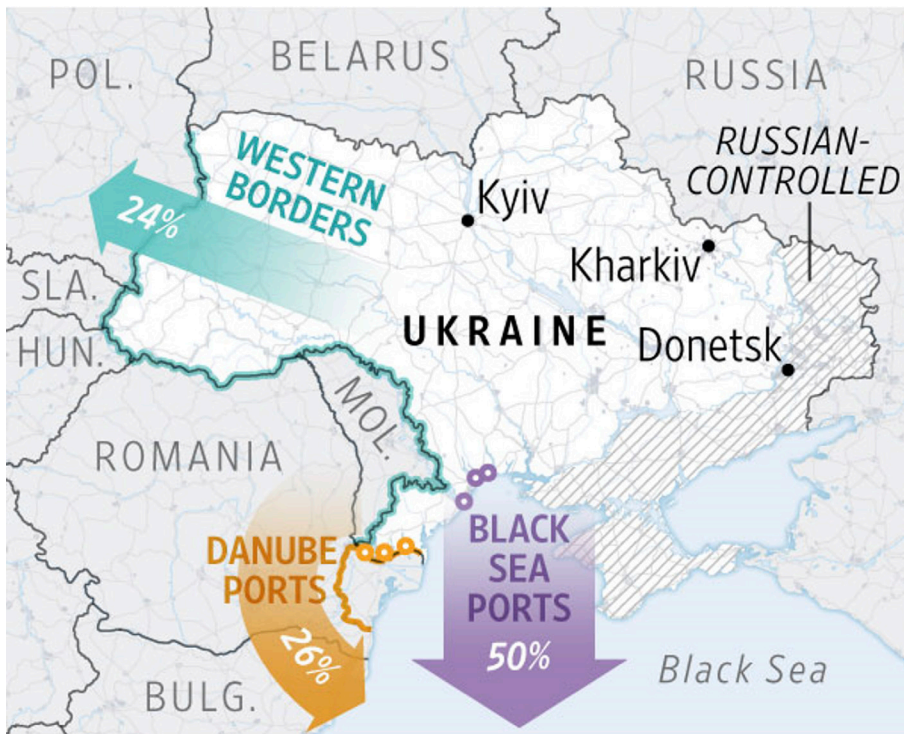 POL.
BELARUS
RUSSIA
RUSSIAN-
CONTROLLED
WESTERN
BORDERS
24%
Kyiv
Kharkiv
SLA.
HUN.
UKRAINE
Donetsk
MOL.
ROMANIA
DANUBE
PORTS
26%
BLACK
SEA
PORTS
50%
Black Sea
BULG.